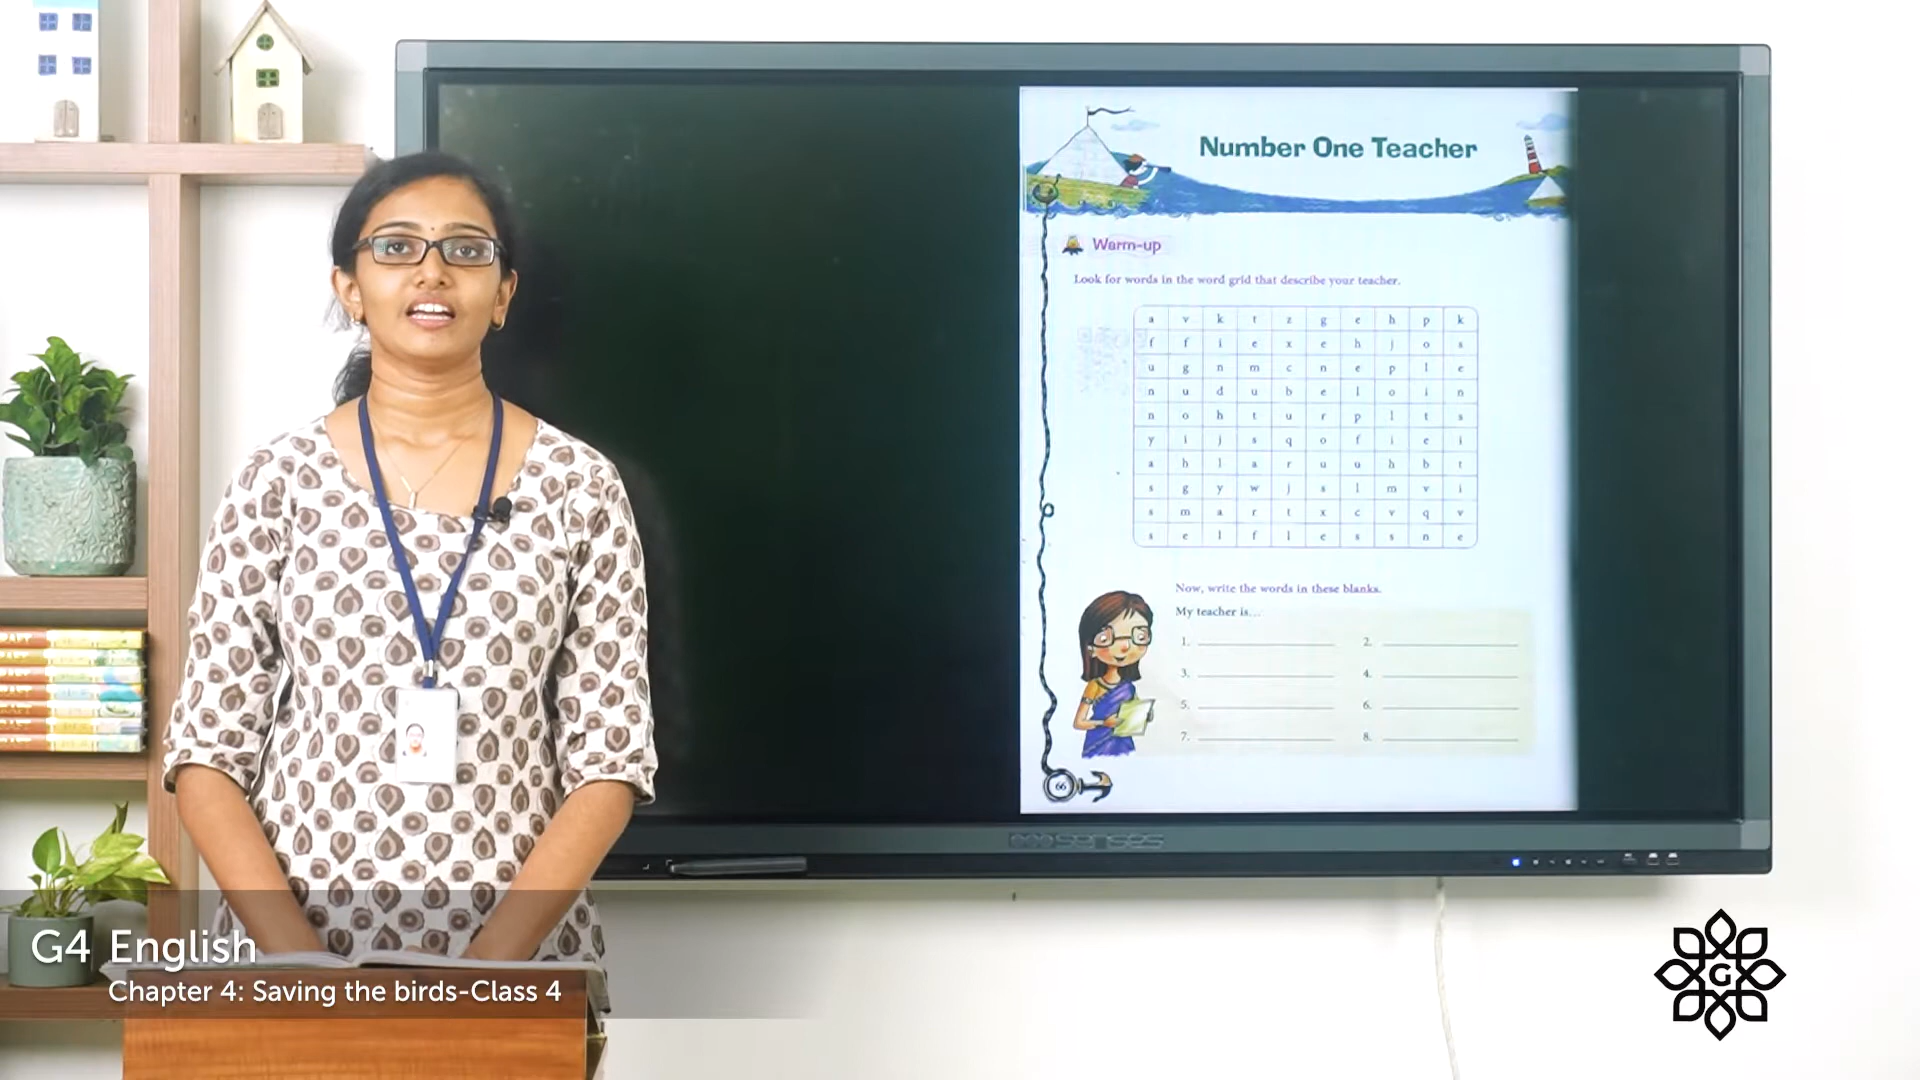 Number One Teacher
Warm-up
Look for words in the word grid that describe your teacher.
a v k t z g e h p k
f f i e x e h j o s
u g n m c n e p l e
n u d u b e l o i n
n o h t u r p l t s
y i j s q o f i e i
a h l a r u u h b t
s g y w j s l m v i
s m a r t x c v q v
s e l f l e s s n e
Now, write the words in these blanks.
My teacher is...
1. 2.
3. 4.
5. 6.
7. 8.
66
senses
G4 English
Chapter 4: Saving the birds-Class 4
G